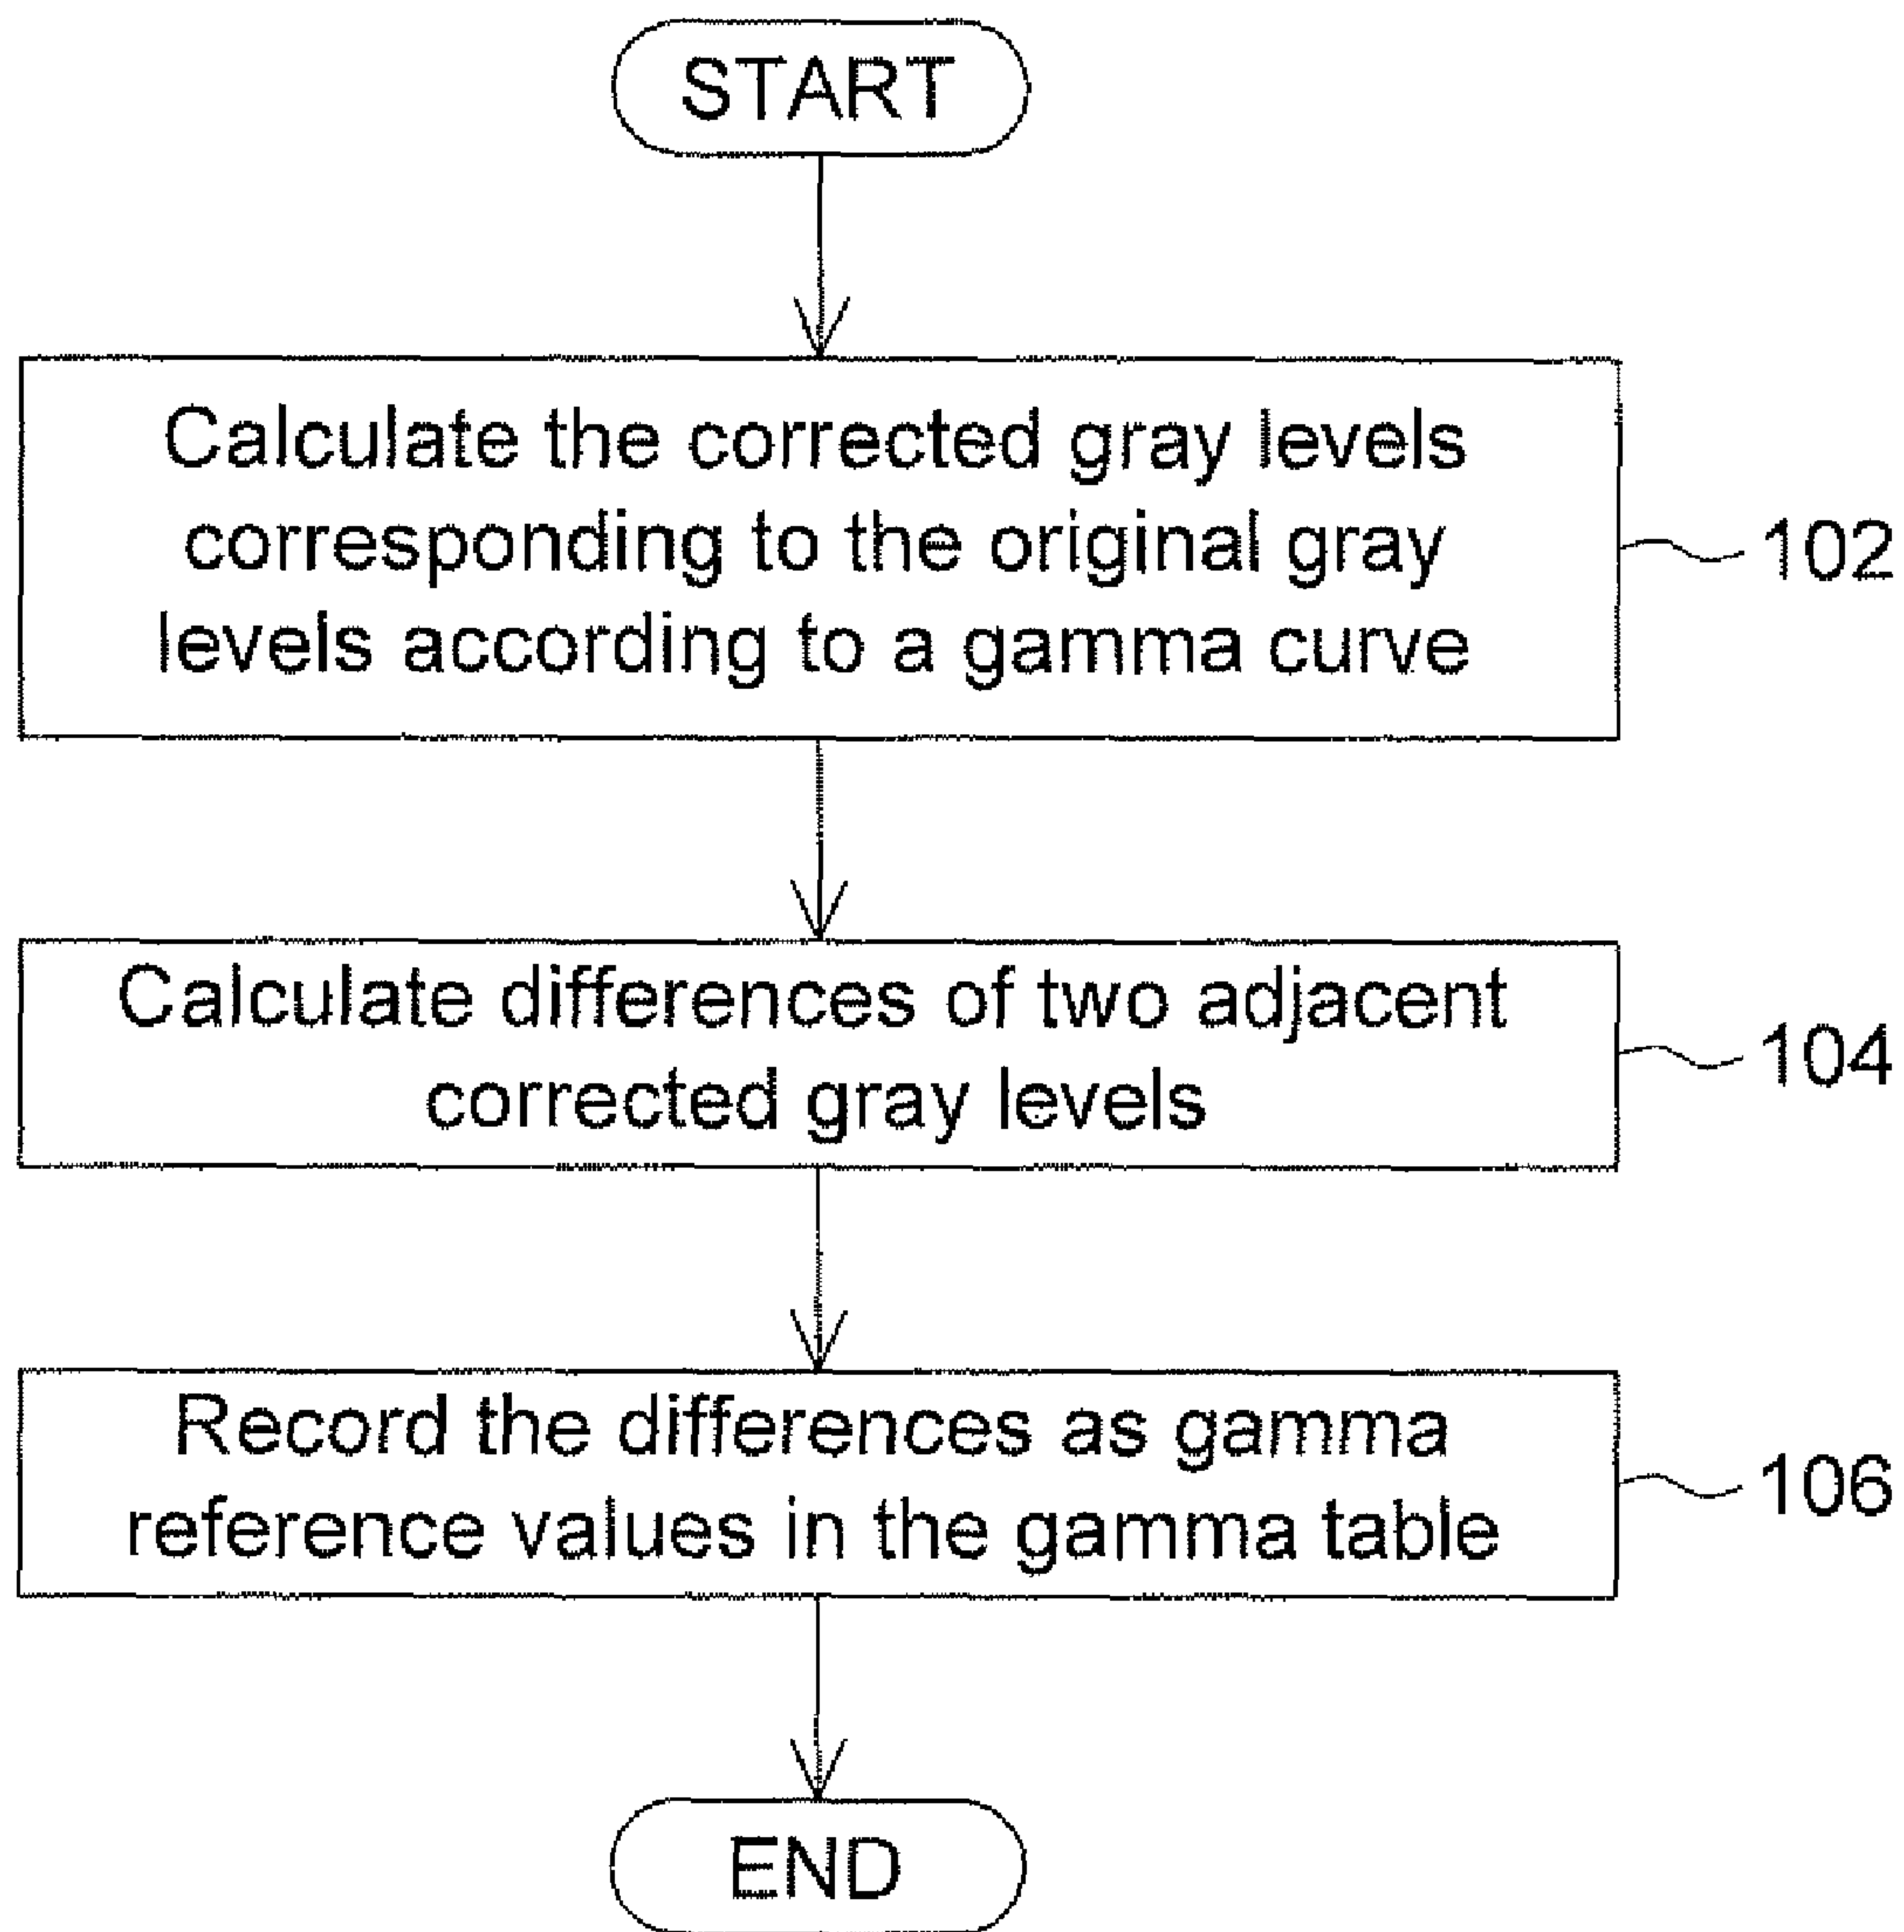 START
Calculate the corrected gray levels
corresponding to the original gray
levels according to a gamma curve
102
Calculate differences of two adjacent
corrected gray levels
104
Record the differences as gamma
reference values in the gamma table
106
END